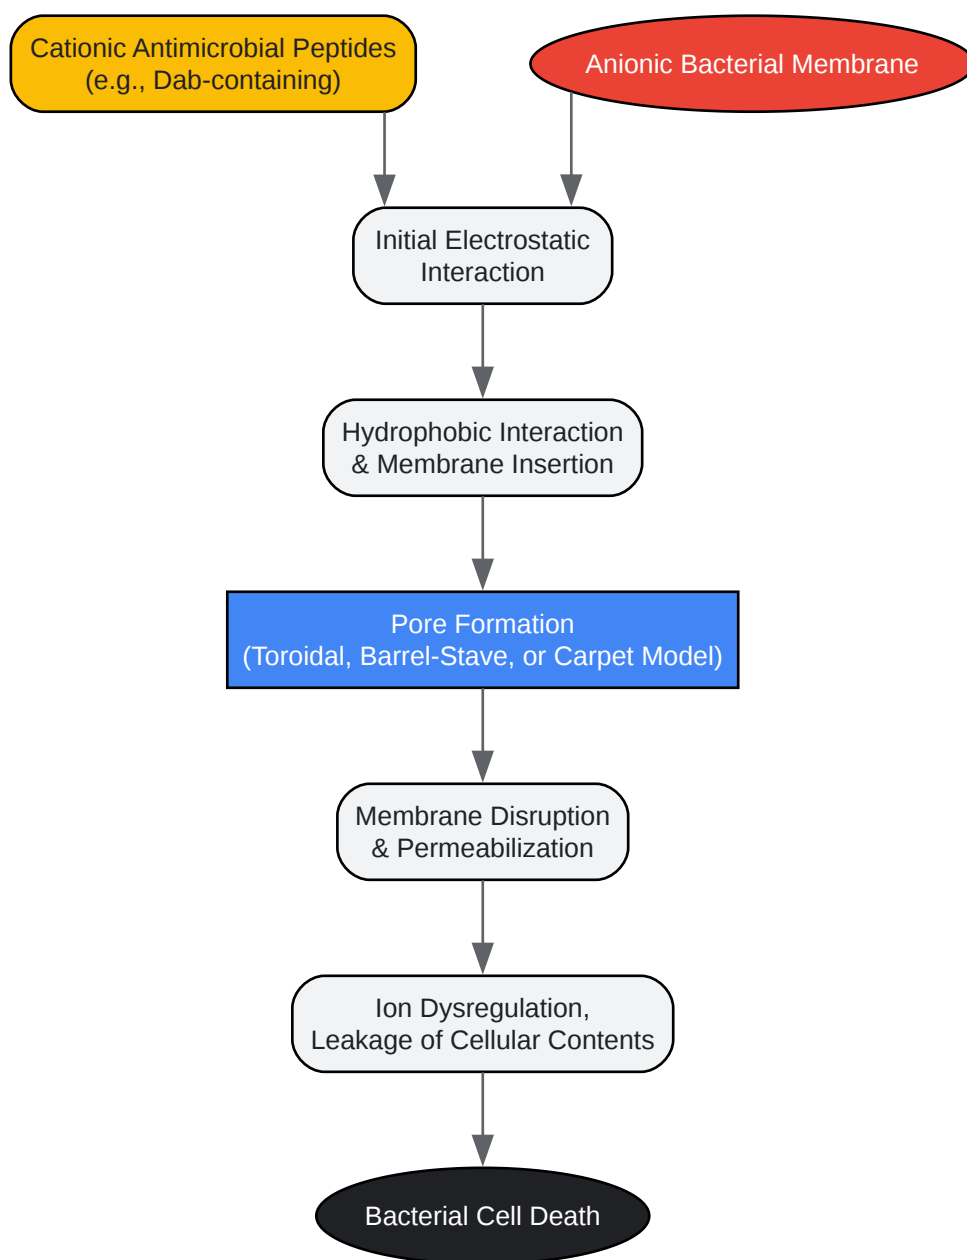 Cationic Antimicrobial Peptides
(e.g., Dab-containing)
Anionic Bacterial Membrane
Initial Electrostatic
Interaction
Hydrophobic Interaction
& Membrane Insertion
Pore Formation
(Toroidal, Barrel-Stave, or Carpet Model)
Membrane Disruption
& Permeabilization
Ion Dysregulation,
Leakage of Cellular Contents
Bacterial Cell Death